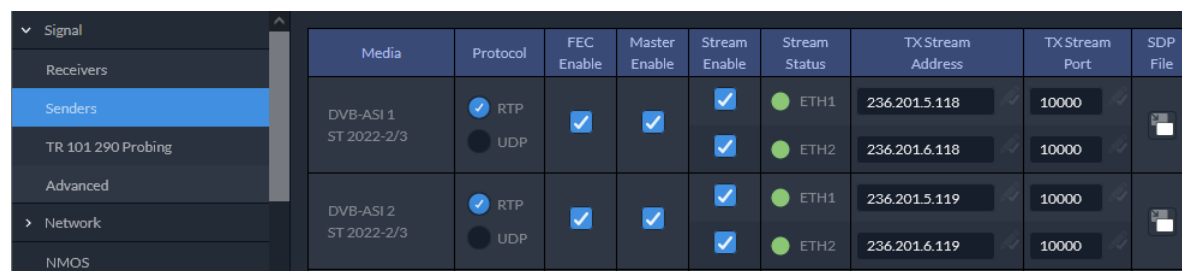 Signal
Receivers
Senders
TR 101 290 Probing
Advanced
Network
NMOS
Media
Protocol
FEC
Enable
Master
Enable
Stream
Enable
Stream
Status
TX Stream
Address
TX Stream
Port
SDP
File
DVB-ASI 1
ST 2022-2/3
RTP
UDP
ETH1
236.201.5.118
10000
ETH2
236.201.6.118
10000
DVB-ASI 2
ST 2022-2/3
RTP
UDP
ETH1
236.201.5.119
10000
ETH2
236.201.6.119
10000